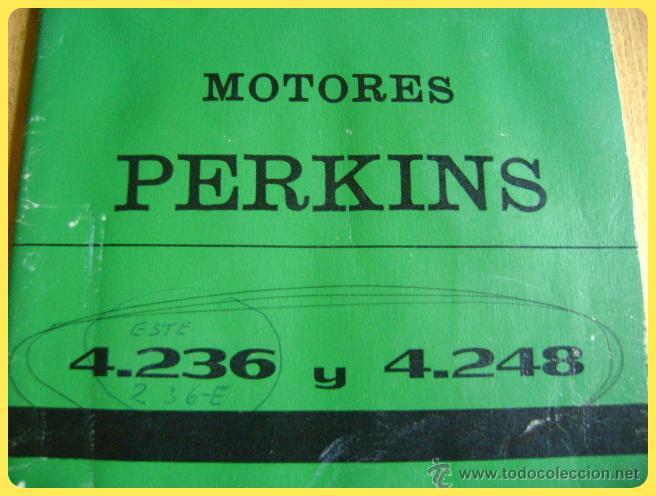 MOTORES
PERKINS
ESTE
4.236 y 4.248
236-E
www.todocoleccion.net